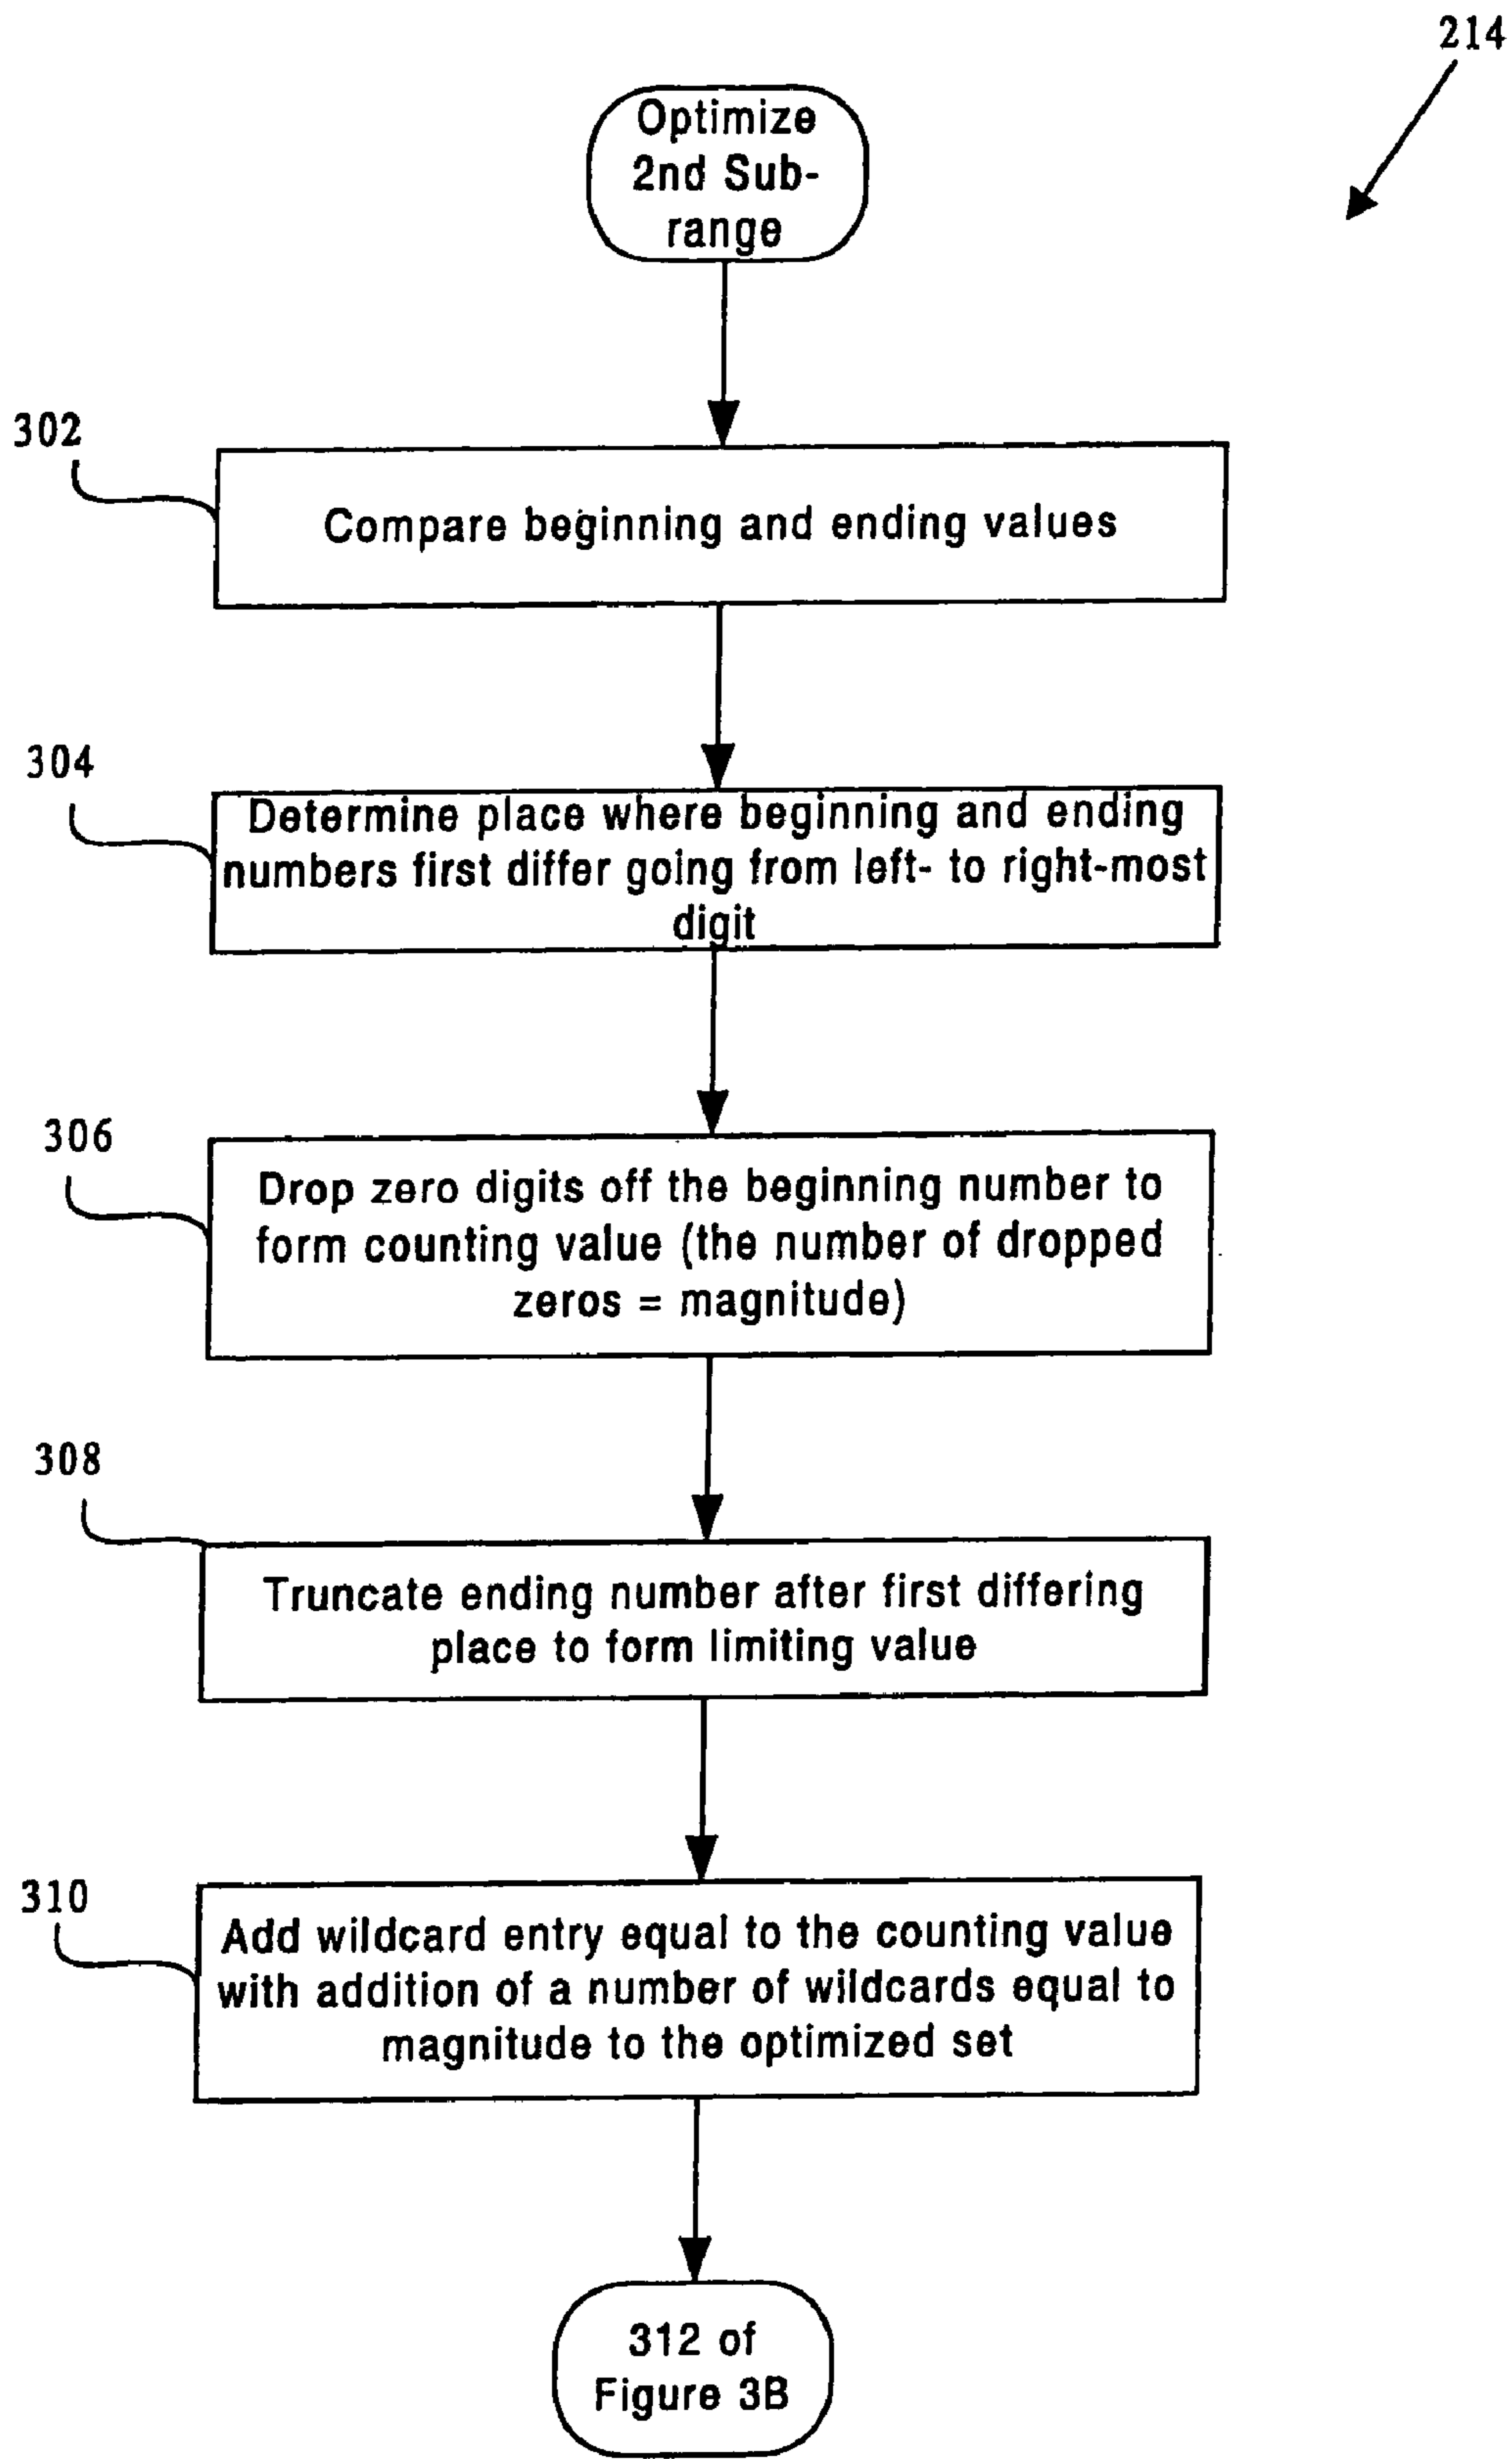 214
Optimize
2nd Sub-
range
302
Compare beginning and ending values
304
Determine place where beginning and ending
numbers first differ going from left- to right-most
digit
306
Drop zero digits off the beginning number to
form counting value (the number of dropped
zeros = magnitude)
308
Truncate ending number after first differing
place to form limiting value
310
Add wildcard entry equal to the counting value
with addition of a number of wildcards equal to
magnitude to the optimized set
312 of
Figure 3B